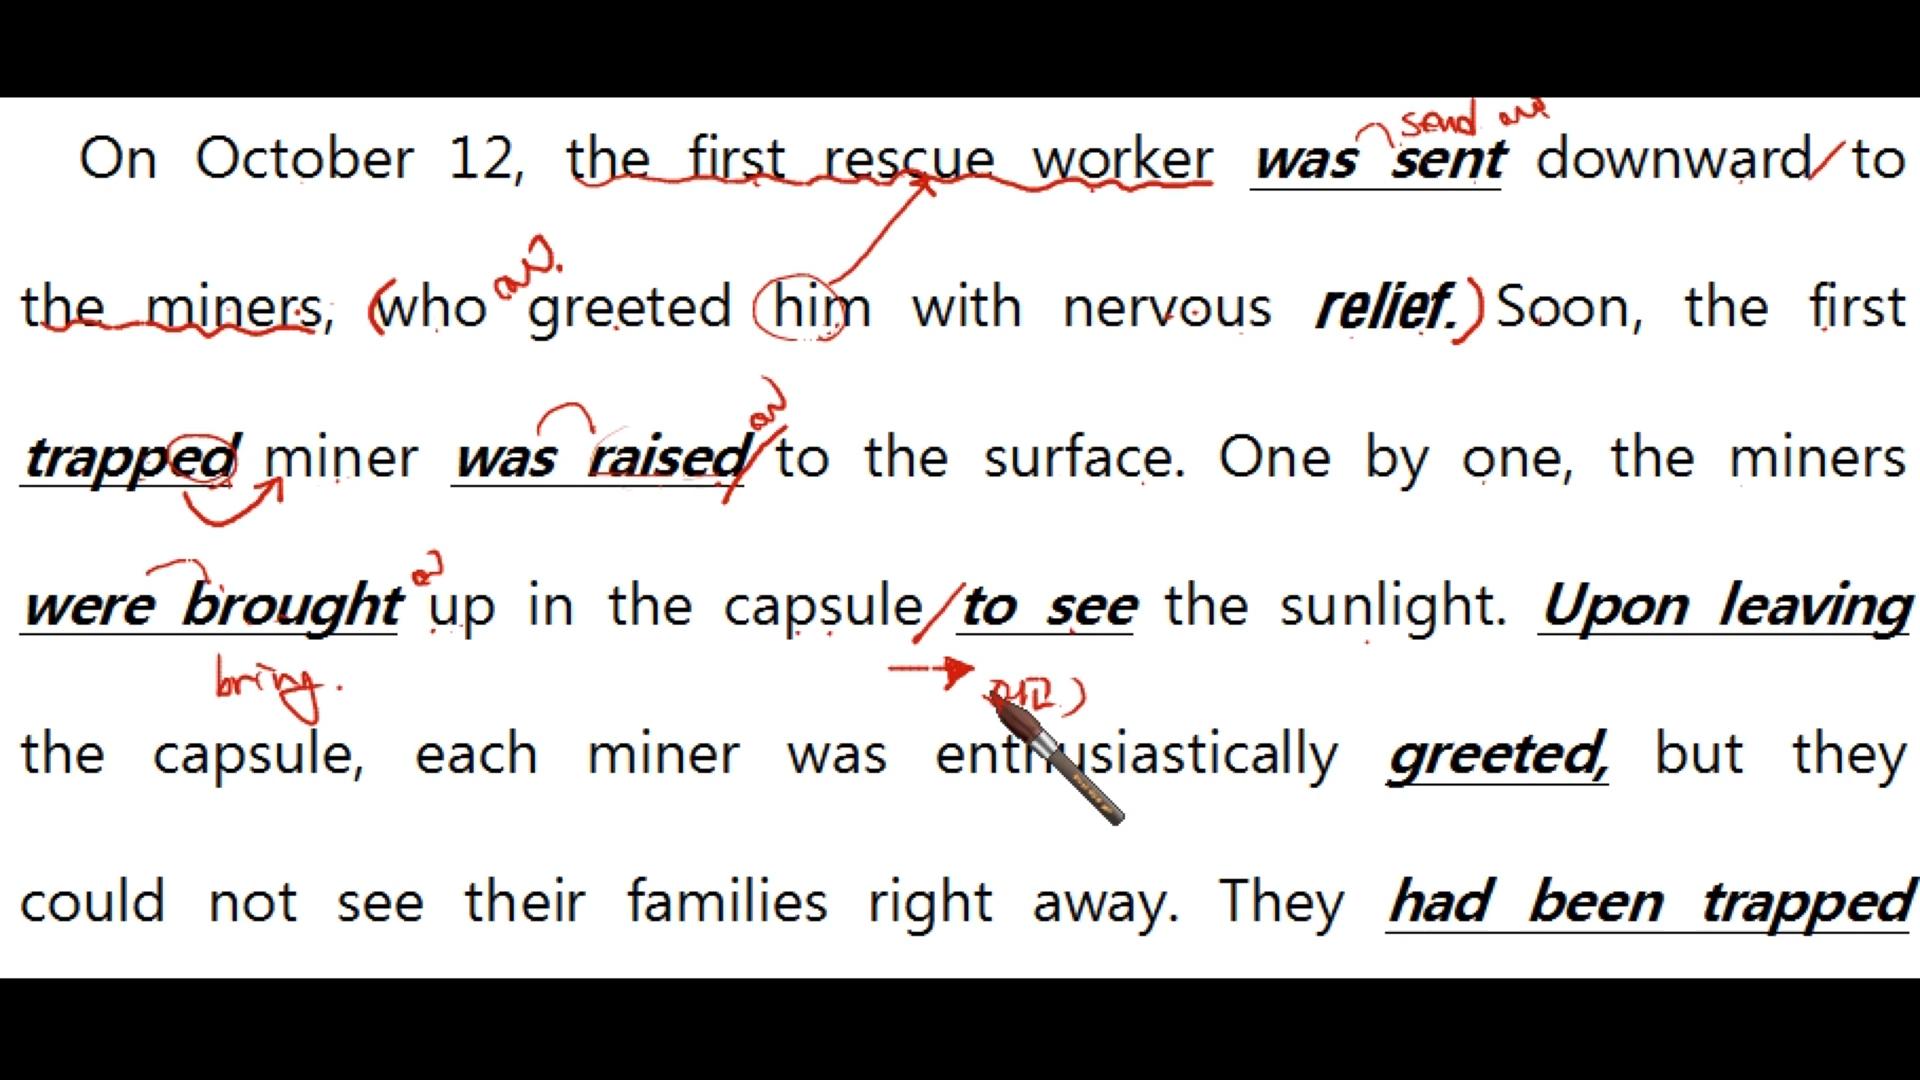 send
On October 12, the first rescue worker was sent downward to
the miners, who greeted him with nervous relief. Soon, the first
trapped miner was raised to the surface. One by one, the miners
were brought up in the capsule to see the sunlight. Upon leaving
bring.
the capsule, each miner was enthusiastically greeted, but they
could not see their families right away. They had been trapped